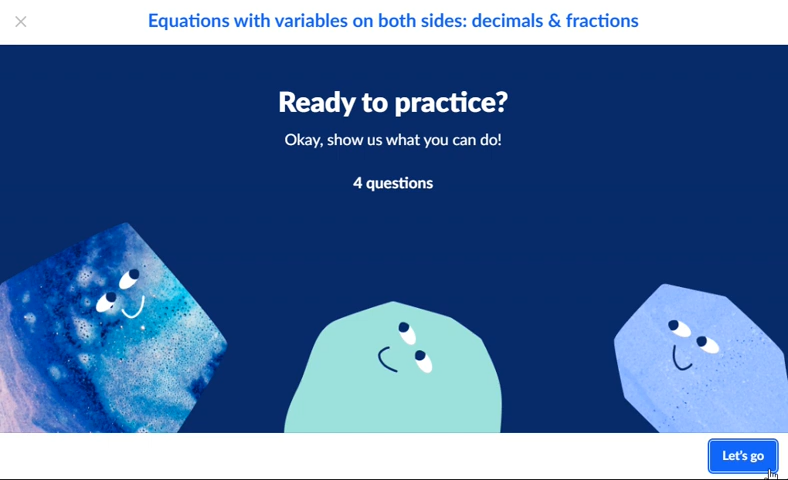 Equations with variables on both sides: decimals & fractions
Ready to practice?
Okay, show us what you can do!
4 questions
Let's go